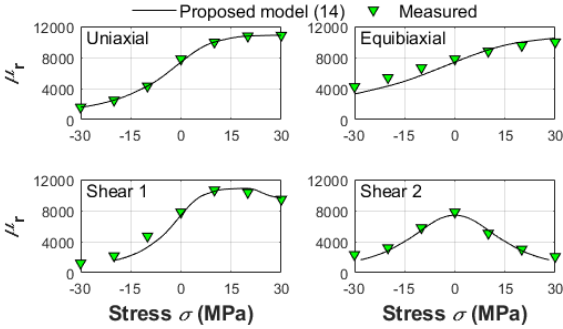 Proposed model (14) Measured
Uniaxial
Equibiaxial
μr
12000
8000
4000
0
-30 -15 0 15 30
12000
8000
4000
0
-30 -15 0 15 30
Shear 1
Shear 2
μr
12000
8000
4000
0
-30 -15 0 15 30
12000
8000
4000
0
-30 -15 0 15 30
Stress σ (MPa) Stress σ (MPa)